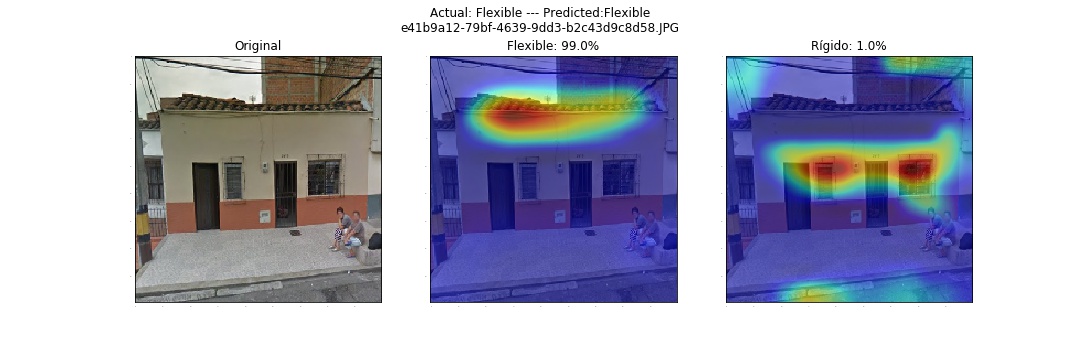 Actual: Flexible --- Predicted:Flexible
e41b9a12-79bf-4639-9dd3-b2c43d9c8d58.JPG
Original
Flexible: 99.0%
Rígido: 1.0%